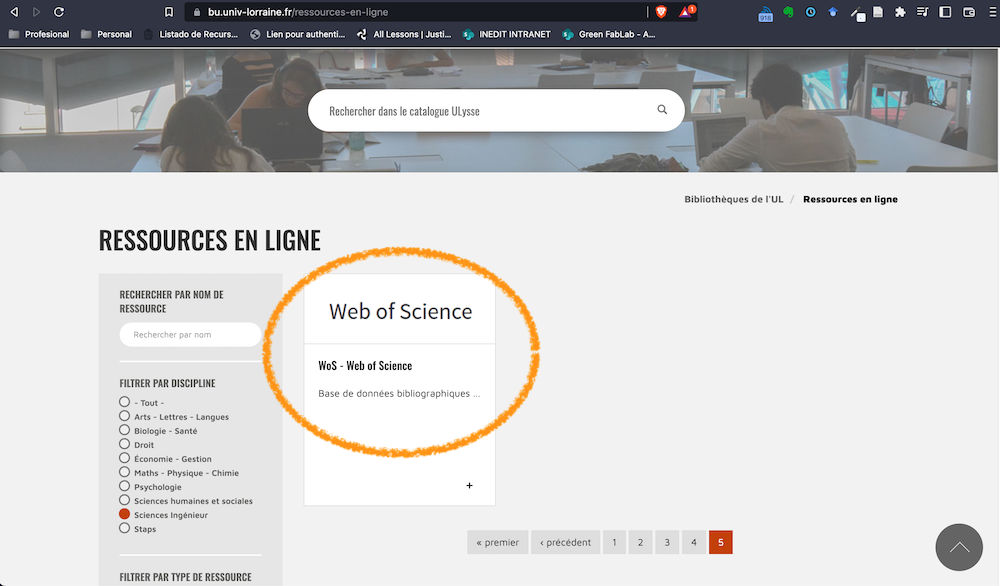 bu.univ-lorraine.fr/ressources-en-ligne
1
918
Profesional
Personal
Listado de Recurs...
Lien pour authenti...
All Lessons | Justi...
INEDIT INTRANET
Green FabLab - A...
Rechercher dans le catalogue ULysse
Bibliothèques de l'UL / Ressources en ligne
RESSOURCES EN LIGNE
RECHERCHER PAR NOM DE
RESSOURCE
Rechercher par nom
FILTRER PAR DISCIPLINE
- Tout -
Arts - Lettres - Langues
Biologie - Santé
Droit
Économie - Gestion
Maths - Physique - Chimie
Psychologie
Sciences humaines et sociales
Sciences Ingénieur
Staps
FILTRER PAR TYPE DE RESSOURCE
Web of Science
WoS - Web of Science
Base de données bibliographiques ...
+
« premier ‹ précédent 1 2 3 4 5